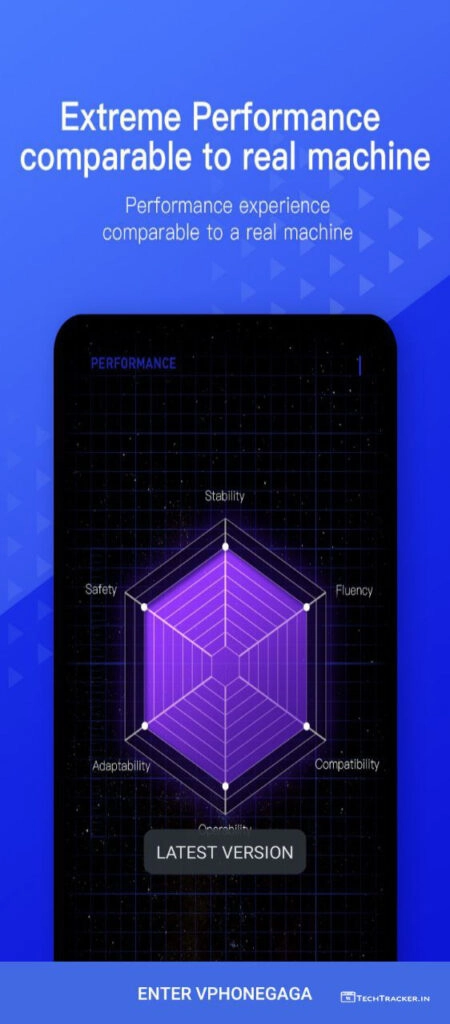 Extreme Performance
comparable to real machine
Performance experience
comparable to a real machine
PERFORMANCE
Stability
Safety
Fluency
Adaptability
Compatibility
Operability
LATEST VERSION
ENTER VPHONEGAGA
TECHTRACKER.IN